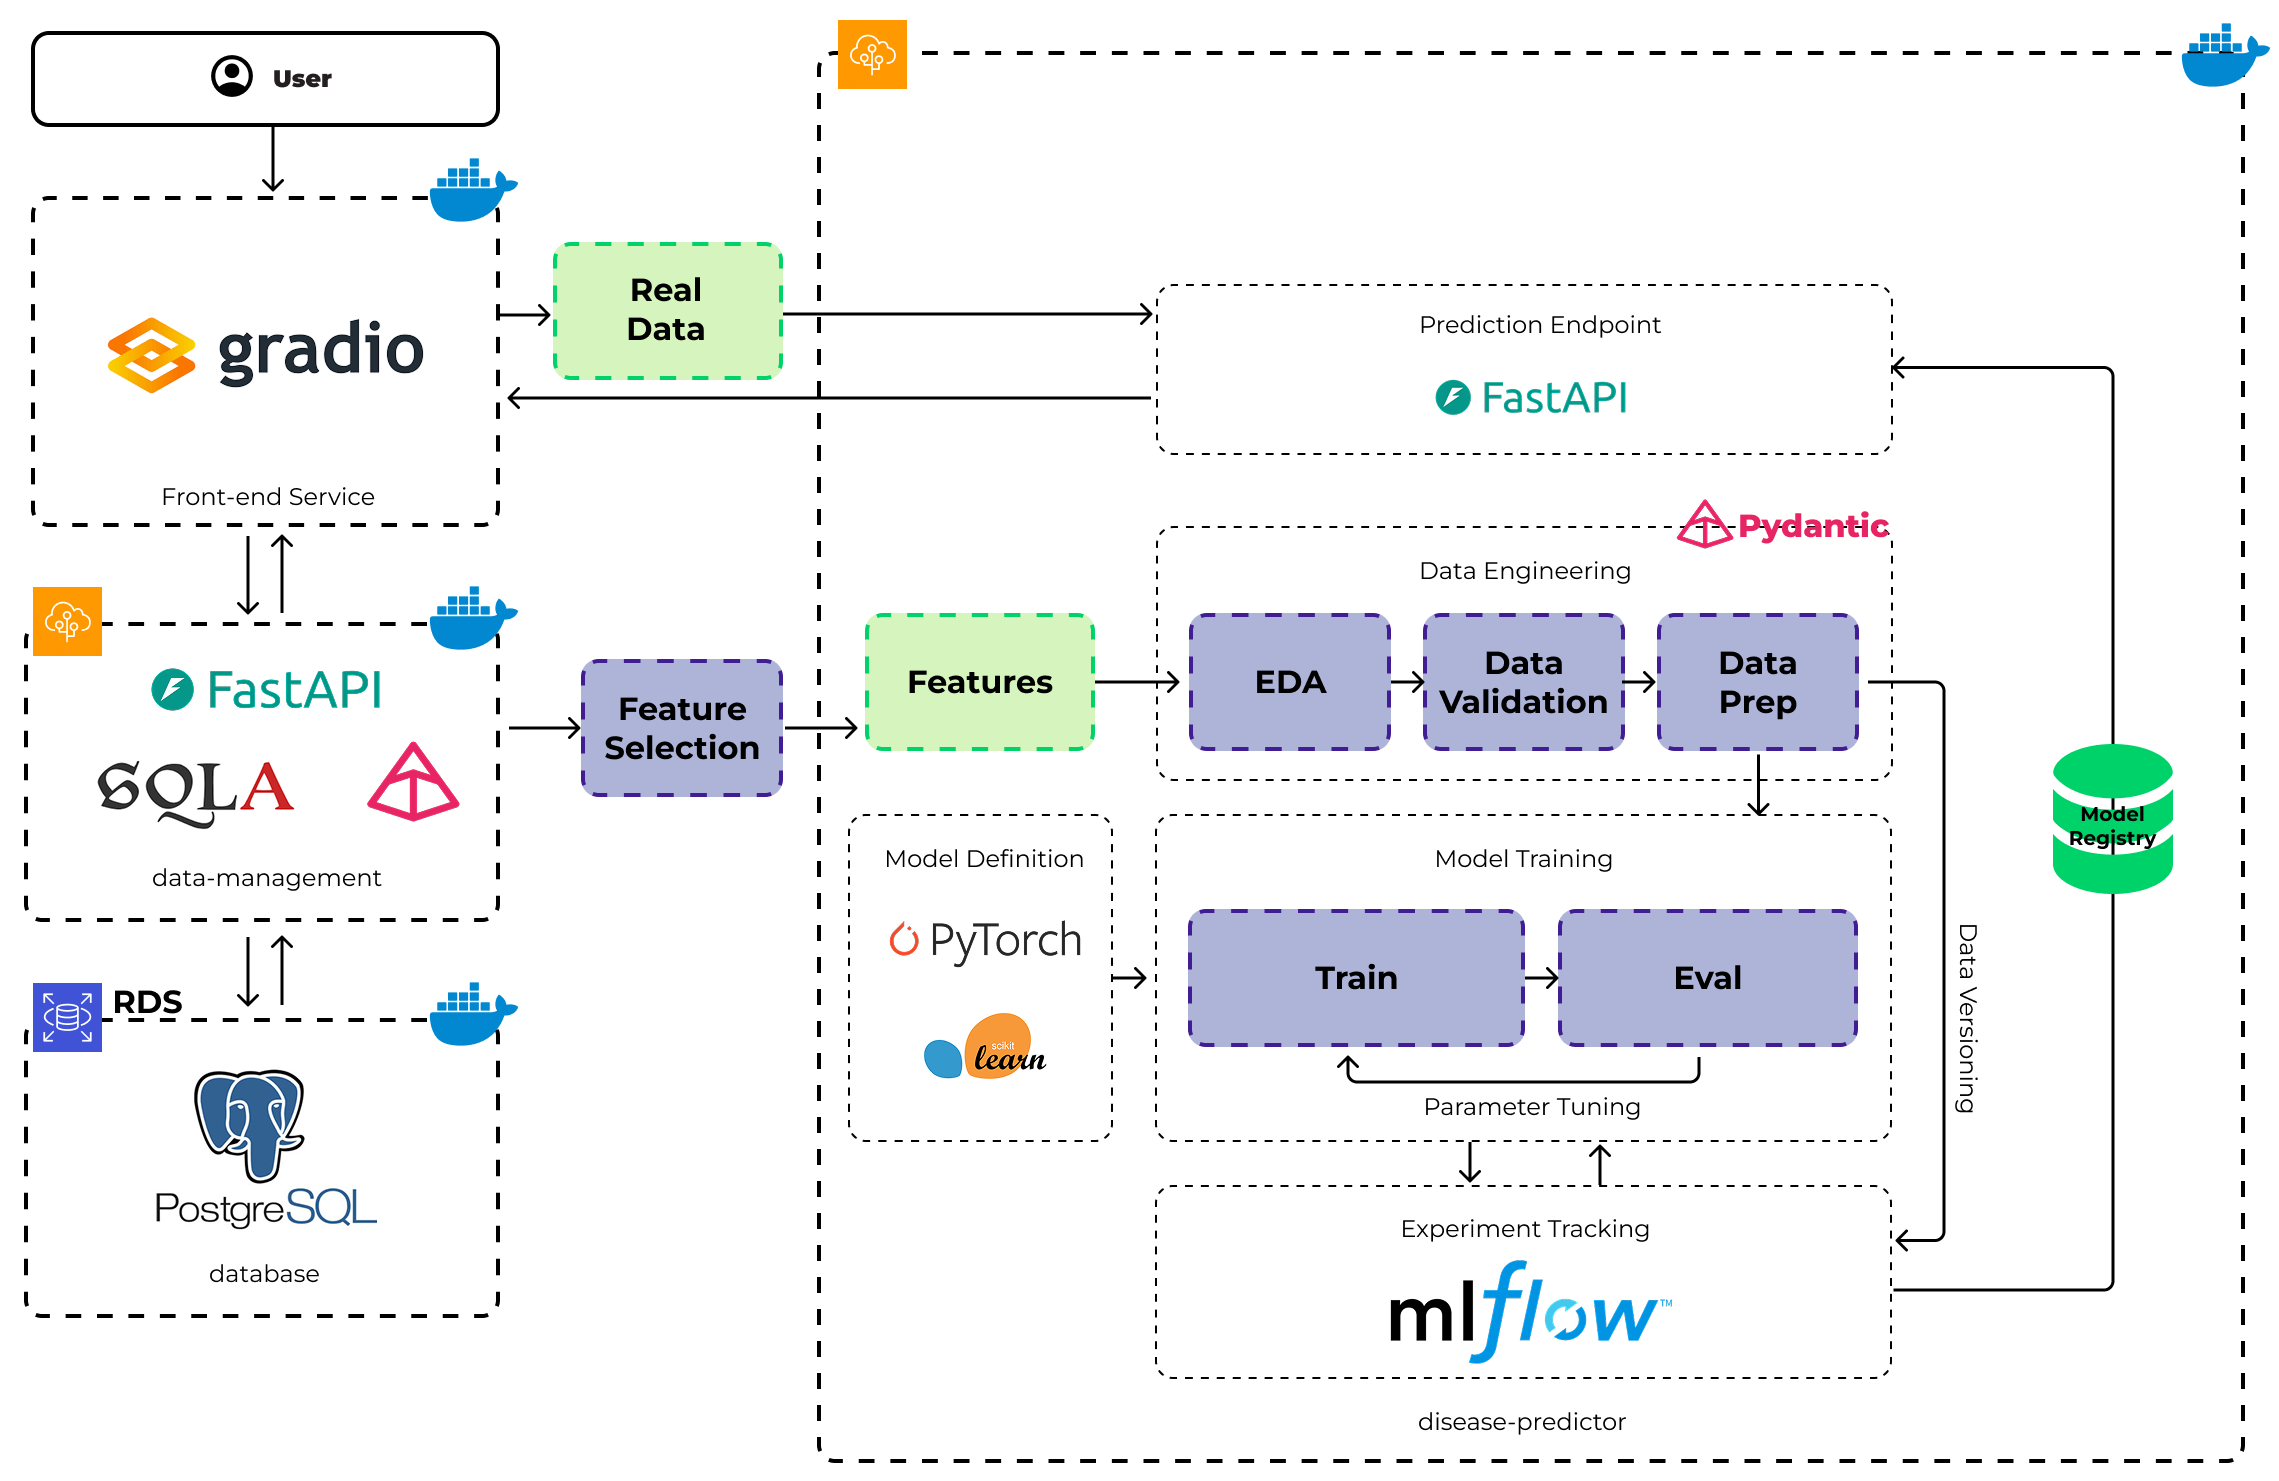 User
gradio
Front-end Service
Real
Data
Prediction Endpoint
FastAPI
FastAPI
SQLA
data-management
Feature
Selection
Features
Pydantic
Data Engineering
EDA
Data
Validation
Data
Prep
Model Definition
PyTorch
scikit
learn
Model Training
Train
Eval
Parameter Tuning
Data Versioning
Model
Registry
RDS
PostgreSQL
database
Experiment Tracking
mlflow™
disease-predictor